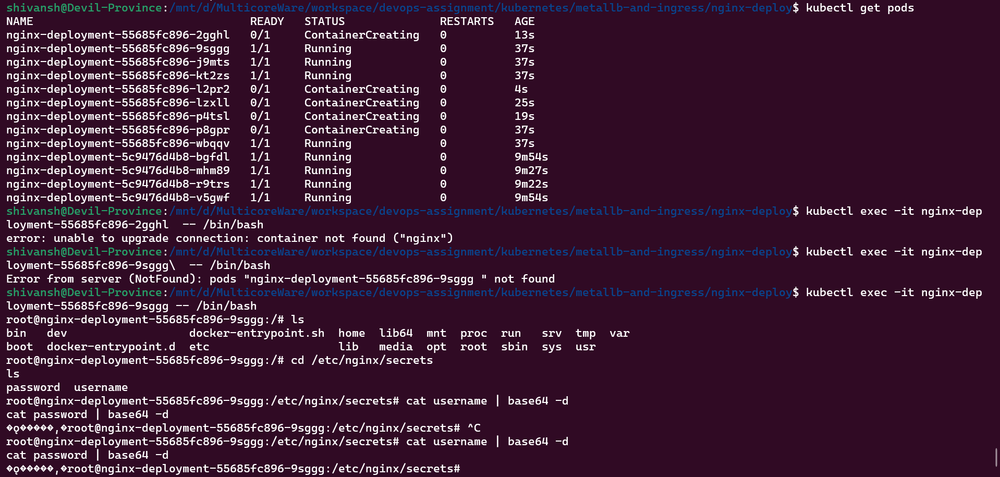 shivansh@Devil-Province:/mnt/d/MulticoreWare/workspace/devops-assignment/kubernetes/metallb-and-ingress/nginx-deploy$ kubectl get pods
NAME                                READY   STATUS              RESTARTS   AGE
nginx-deployment-55685fc896-2gghl   0/1     ContainerCreating   0          13s
nginx-deployment-55685fc896-9sggg   1/1     Running             0          37s
nginx-deployment-55685fc896-j9mts   1/1     Running             0          37s
nginx-deployment-55685fc896-kt2zs   1/1     Running             0          37s
nginx-deployment-55685fc896-l2pr2   0/1     ContainerCreating   0          4s
nginx-deployment-55685fc896-lzxll   0/1     ContainerCreating   0          25s
nginx-deployment-55685fc896-p4tsl   0/1     ContainerCreating   0          19s
nginx-deployment-55685fc896-p8gpr   0/1     ContainerCreating   0          37s
nginx-deployment-55685fc896-wbqqv   1/1     Running             0          37s
nginx-deployment-5c9476d4b8-bgfdl   1/1     Running             0          9m54s
nginx-deployment-5c9476d4b8-mhm89   1/1     Running             0          9m27s
nginx-deployment-5c9476d4b8-r9trs   1/1     Running             0          9m22s
nginx-deployment-5c9476d4b8-v5gwf   1/1     Running             0          9m54s
shivansh@Devil-Province:/mnt/d/MulticoreWare/workspace/devops-assignment/kubernetes/metallb-and-ingress/nginx-deploy$ kubectl exec -it nginx-dep
loyment-55685fc896-2gghl  -- /bin/bash
error: unable to upgrade connection: container not found ("nginx")
shivansh@Devil-Province:/mnt/d/MulticoreWare/workspace/devops-assignment/kubernetes/metallb-and-ingress/nginx-deploy$ kubectl exec -it nginx-dep
loyment-55685fc896-9sggg\  -- /bin/bash
Error from server (NotFound): pods "nginx-deployment-55685fc896-9sggg " not found
shivansh@Devil-Province:/mnt/d/MulticoreWare/workspace/devops-assignment/kubernetes/metallb-and-ingress/nginx-deploy$ kubectl exec -it nginx-dep
loyment-55685fc896-9sggg -- /bin/bash
root@nginx-deployment-55685fc896-9sggg:/# ls
bin   dev                  docker-entrypoint.sh  home  lib64  mnt  proc  run   srv  tmp  var
boot  docker-entrypoint.d  etc                   lib   media  opt  root  sbin  sys  usr
root@nginx-deployment-55685fc896-9sggg:/# cd /etc/nginx/secrets
ls
password  username
root@nginx-deployment-55685fc896-9sggg:/etc/nginx/secrets# cat username | base64 -d
cat password | base64 -d
�ǫ�����,�root@nginx-deployment-55685fc896-9sggg:/etc/nginx/secrets# ^C
root@nginx-deployment-55685fc896-9sggg:/etc/nginx/secrets# cat username | base64 -d
cat password | base64 -d
�ǫ�����,�root@nginx-deployment-55685fc896-9sggg:/etc/nginx/secrets#